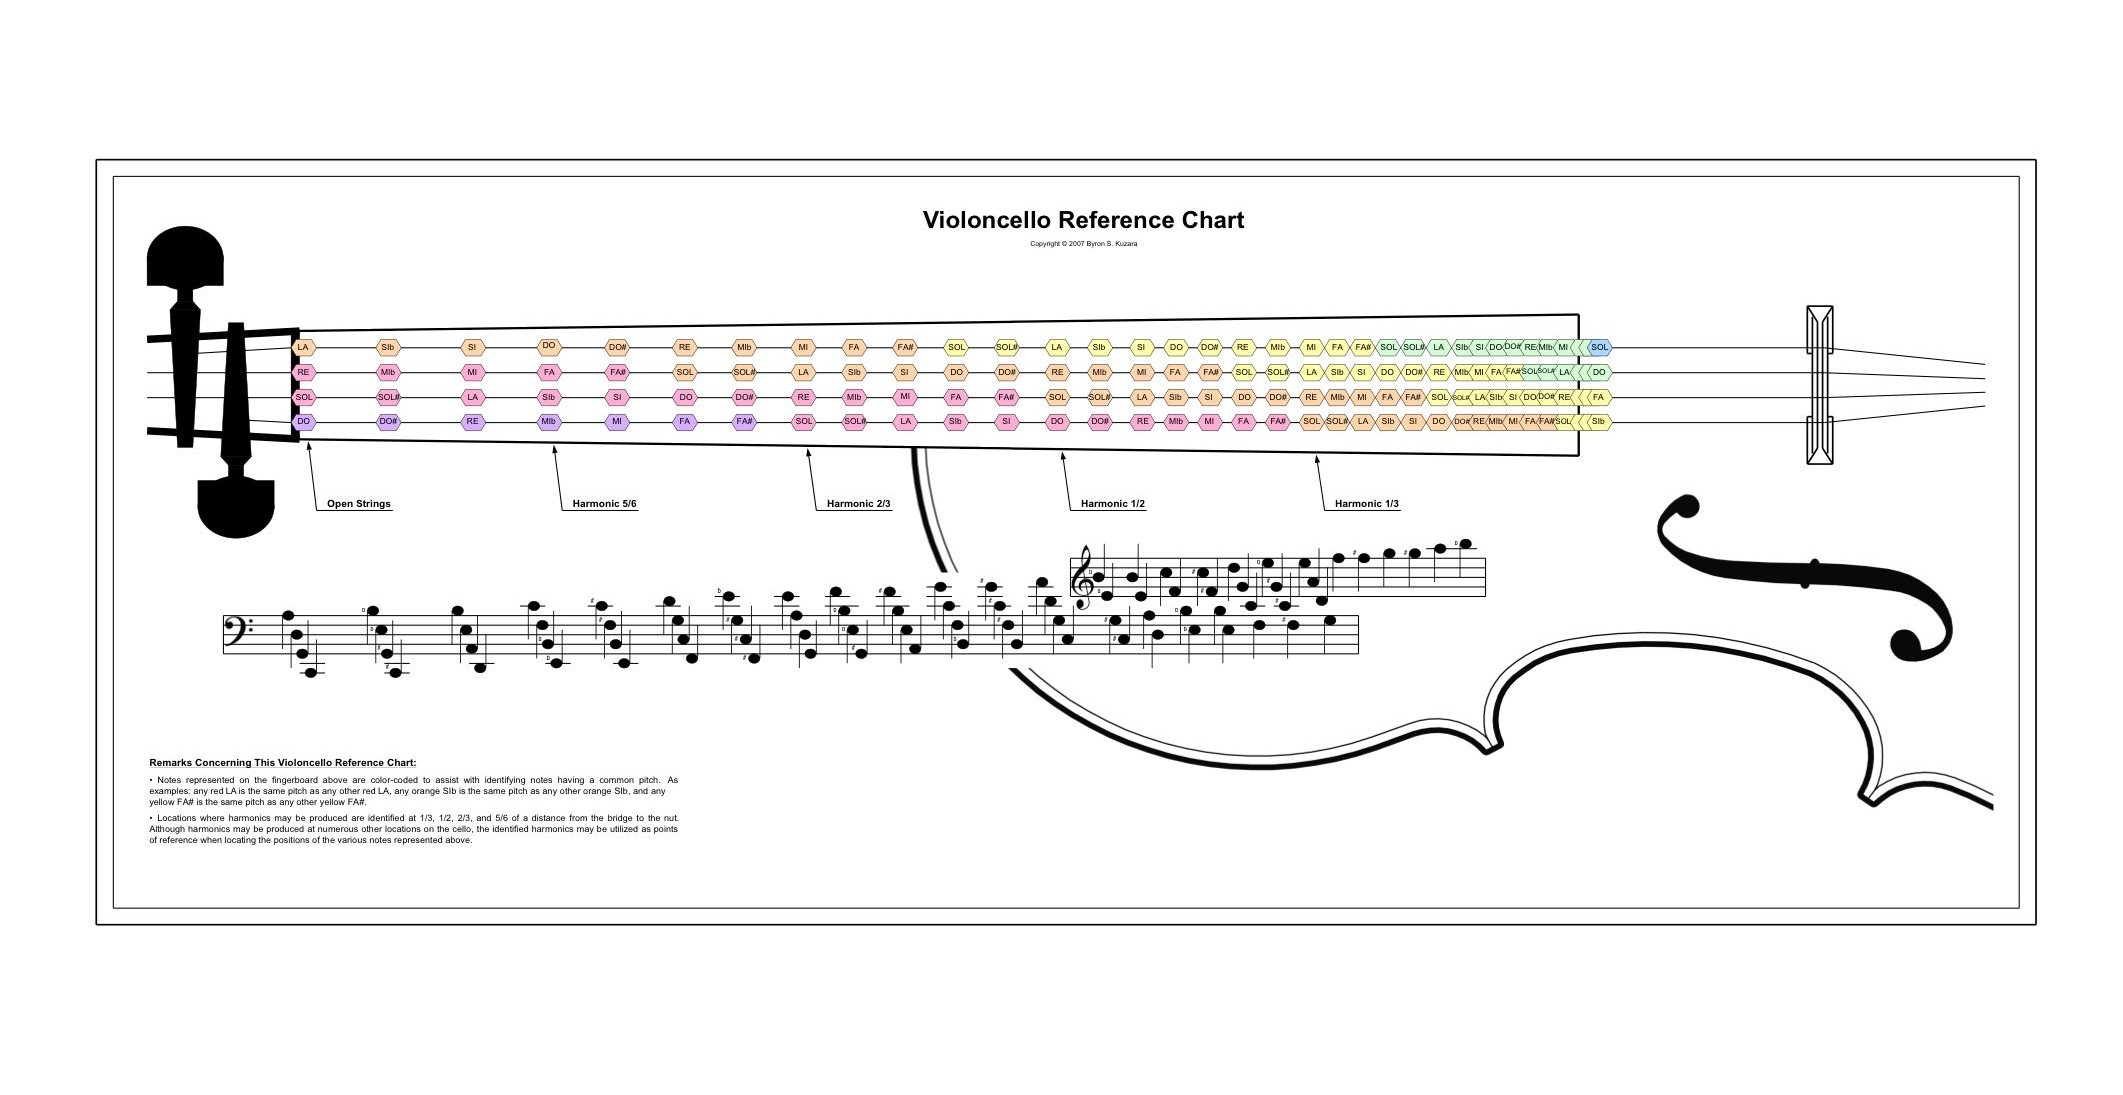 Violoncello Reference Chart
Copyright © 2007 Byron S. Kuzara
LA SIb SI DO DO# RE MIb MI FA FA# SOL SOL# LA SIb SI DO DO# RE MIb MI FA FA# SOL SOL# LA SIb SI DO DO# RE MIb MI SOL
RE MIb MI FA FA# SOL SOL# LA SIb SI DO DO# RE MIb MI FA FA# SOL SOL# LA SIb SI DO DO# RE MIb MI FA FA# SOL SOL# LA DO
SOL SOL# LA SIb SI DO DO# RE MIb MI FA FA# SOL SOL# LA SIb SI DO DO# RE MIb MI FA FA# SOL SOL# LA SIb SI DO DO# RE FA
DO DO# RE MIb MI FA FA# SOL SOL# LA SIb SI DO DO# RE MIb MI FA FA# SOL SOL# LA SIb SI DO DO# RE MIb MI FA FA# SOL SIb
Open Strings Harmonic 5/6 Harmonic 2/3 Harmonic 1/2 Harmonic 1/3
Remarks Concerning This Violoncello Reference Chart:
• Notes represented on the fingerboard above are color-coded to assist with identifying notes having a common pitch. As
examples: any red LA is the same pitch as any other red LA, any orange SIb is the same pitch as any other orange SIb, and any
yellow FA# is the same pitch as any other yellow FA#.
• Locations where harmonics may be produced are identified at 1/3, 1/2, 2/3, and 5/6 of a distance from the bridge to the nut.
Although harmonics may be produced at numerous other locations on the cello, the identified harmonics may be utilized as points
of reference when locating the positions of the various notes represented above.